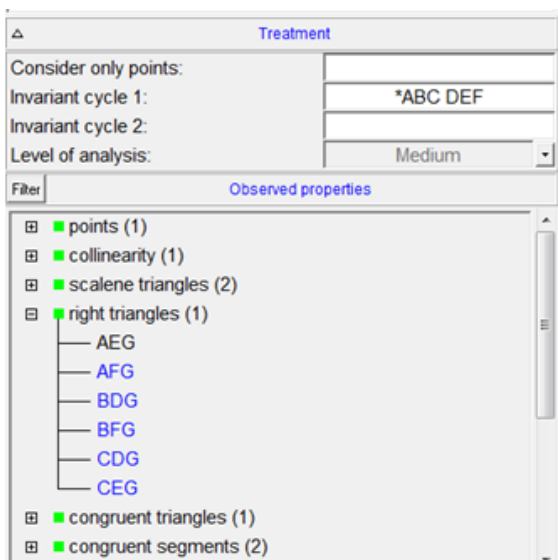 Treatment
Consider only points:
Invariant cycle 1: *ABC DEF
Invariant cycle 2:
Level of analysis: Medium
Filter Observed properties
points (1)
collinearity (1)
scalene triangles (2)
right triangles (1)
AEG
AFG
BDG
BFG
CDG
CEG
congruent triangles (1)
congruent segments (2)